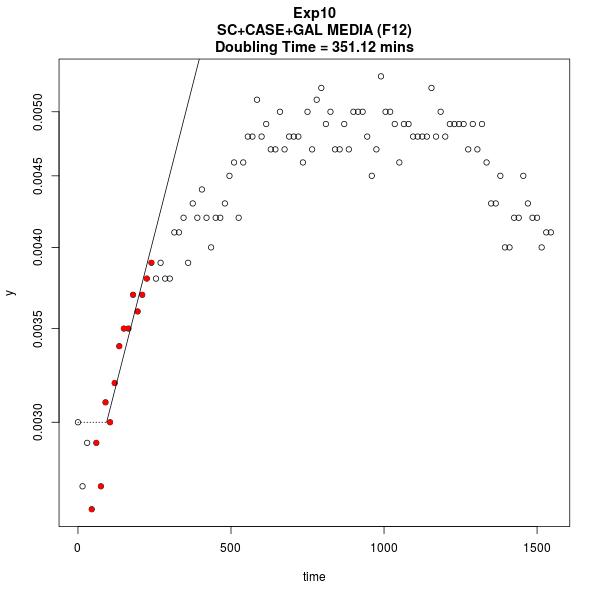 Exp10
SC+CASE+GAL MEDIA (F12)
Doubling Time = 351.12 mins
y
0.0050
0.0045
0.0040
0.0035
0.0030
0 500 1000 1500
time